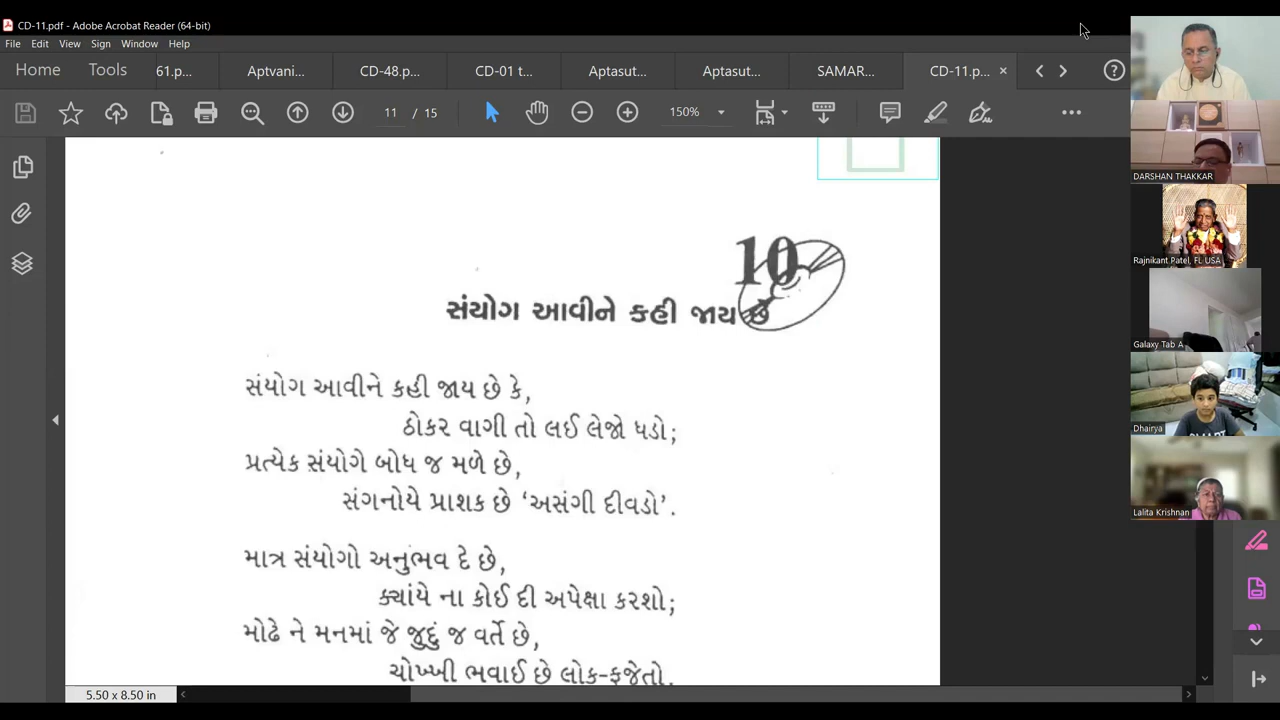 CD-11.pdf - Adobe Acrobat Reader (64-bit)
File Edit View Sign Window Help
Home Tools 61.p... Aptvani... CD-48.p... CD-01 t... Aptasut... Aptasut... SAMAR... CD-11.p... ×
11 / 15 150%
10
સંયોગ આવીને કહી જાય છે
સંયોગ આવીને કહી જાય છે કે,
ઠોકર વાગી તો લઈ લેજો ધડો;
પ્રત્યેક સંયોગે બોધ જ મળે છે,
સંગનોયે પ્રાશક છે ‘અસંગી દીવડો’.
માત્ર સંયોગો અનુભવ દે છે,
ક્યાંયે ના કોઈ દી અપેક્ષા કરશો;
મોઢે ને મનમાં જે જુદું જ વર્તે છે,
ચોખ્ખી ભવાઈ છે લોક-ફજેતો.
5.50 x 8.50 in
DARSHAN THAKKAR
Rajnikant Patel, FL USA
Galaxy Tab A
Dhairya
Lalita Krishnan